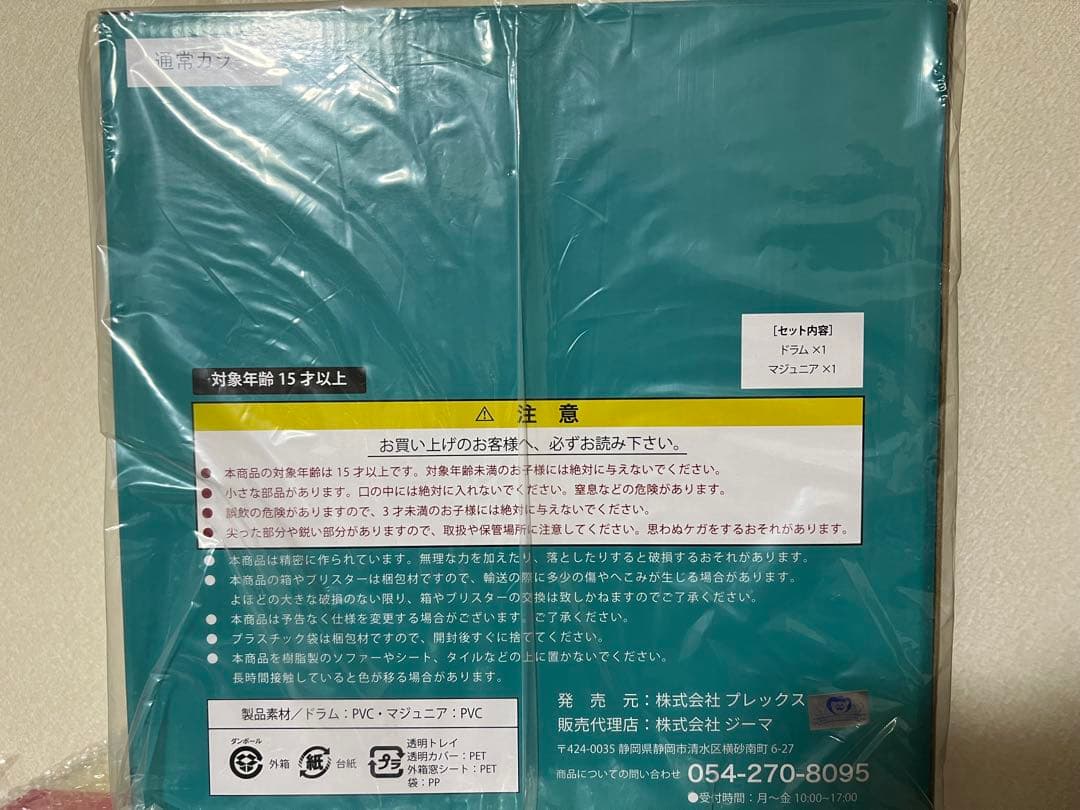 通常カラ
[セット内容]
ドラム ×1
マジュニア ×1
対象年齢 15 才以上
⚠ 注 意
お買い上げのお客様へ、必ずお読み下さい。
● 本商品の対象年齢は 15 才以上です。対象年齢未満のお子様には絶対に与えないでください。
● 小さな部品があります。口の中には絶対に入れないでください。窒息などの危険があります。
● 誤飲の危険がありますので、3 才未満のお子様には絶対に与えないでください。
● 尖った部分や鋭い部分がありますので、取扱や保管場所に注意してください。思わぬケガをするおそれがあります。
● 本商品は精密に作られています。無理な力を加えたり、落としたりすると破損するおそれがあります。
● 本商品の箱やブリスターは梱包材ですので、輸送の際に多少の傷やへこみが生じる場合があります。
よほどの大きな破損のない限り、箱やブリスターの交換は致しかねますのでご了承ください。
● 本商品は予告なく仕様を変更する場合がございます。ご了承ください。
● プラスチック袋は梱包材ですので、開封後すぐに捨ててください。
● 本商品を樹脂製のソファーやシート、タイルなどの上に置かないでください。
長時間接触していると色が移る場合があります。
製品素材／ドラム：PVC・マジュニア：PVC
ダンボール
外箱
紙
台紙
プラ
透明トレイ
透明カバー：PET
外箱窓シート：PET
袋：PP
発 売 元：株式会社 プレックス
販売代理店：株式会社 ジーマ
〒424-0035 静岡県静岡市清水区横砂南町 6-27
商品についての問い合わせ 054-270-8095
●受付時間：月～金 10:00~17:00